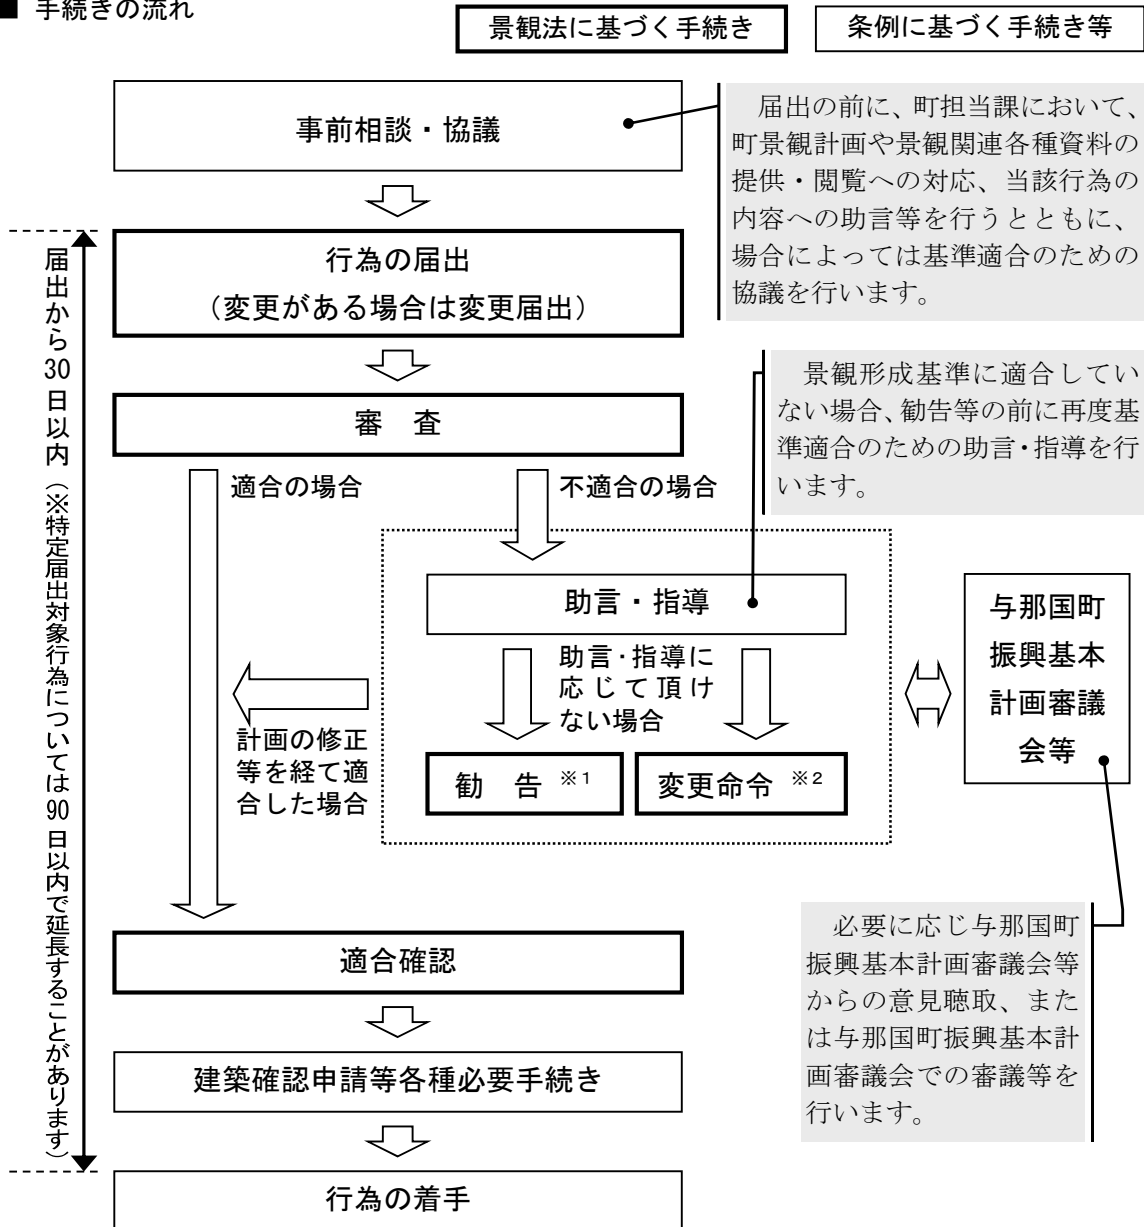 ■ 手続きの流れ
景観法に基づく手続き
条例に基づく手続き等
事前相談・協議
届出の前に、町担当課において、
町景観計画や景観関連各種資料の
提供・閲覧への対応、当該行為の
内容への助言等を行うとともに、
場合によっては基準適合のための
協議を行います。
届出から30日以内（※特定届出対象行為については90日以内で延長することがあります）
行為の届出
（変更がある場合は変更届出）
審　査
景観形成基準に適合してい
ない場合、勧告等の前に再度基
準適合のための助言・指導を行
います。
適合の場合
不適合の場合
助言・指導
助言・指導に
応じて頂け
ない場合
計画の修正
等を経て適
合した場合
勧　告 ※1
変更命令 ※2
与那国町
振興基本
計画審議
会等
必要に応じ与那国町
振興基本計画審議会等
からの意見聴取、また
は与那国町振興基本計
画審議会での審議等を
行います。
適合確認
建築確認申請等各種必要手続き
行為の着手